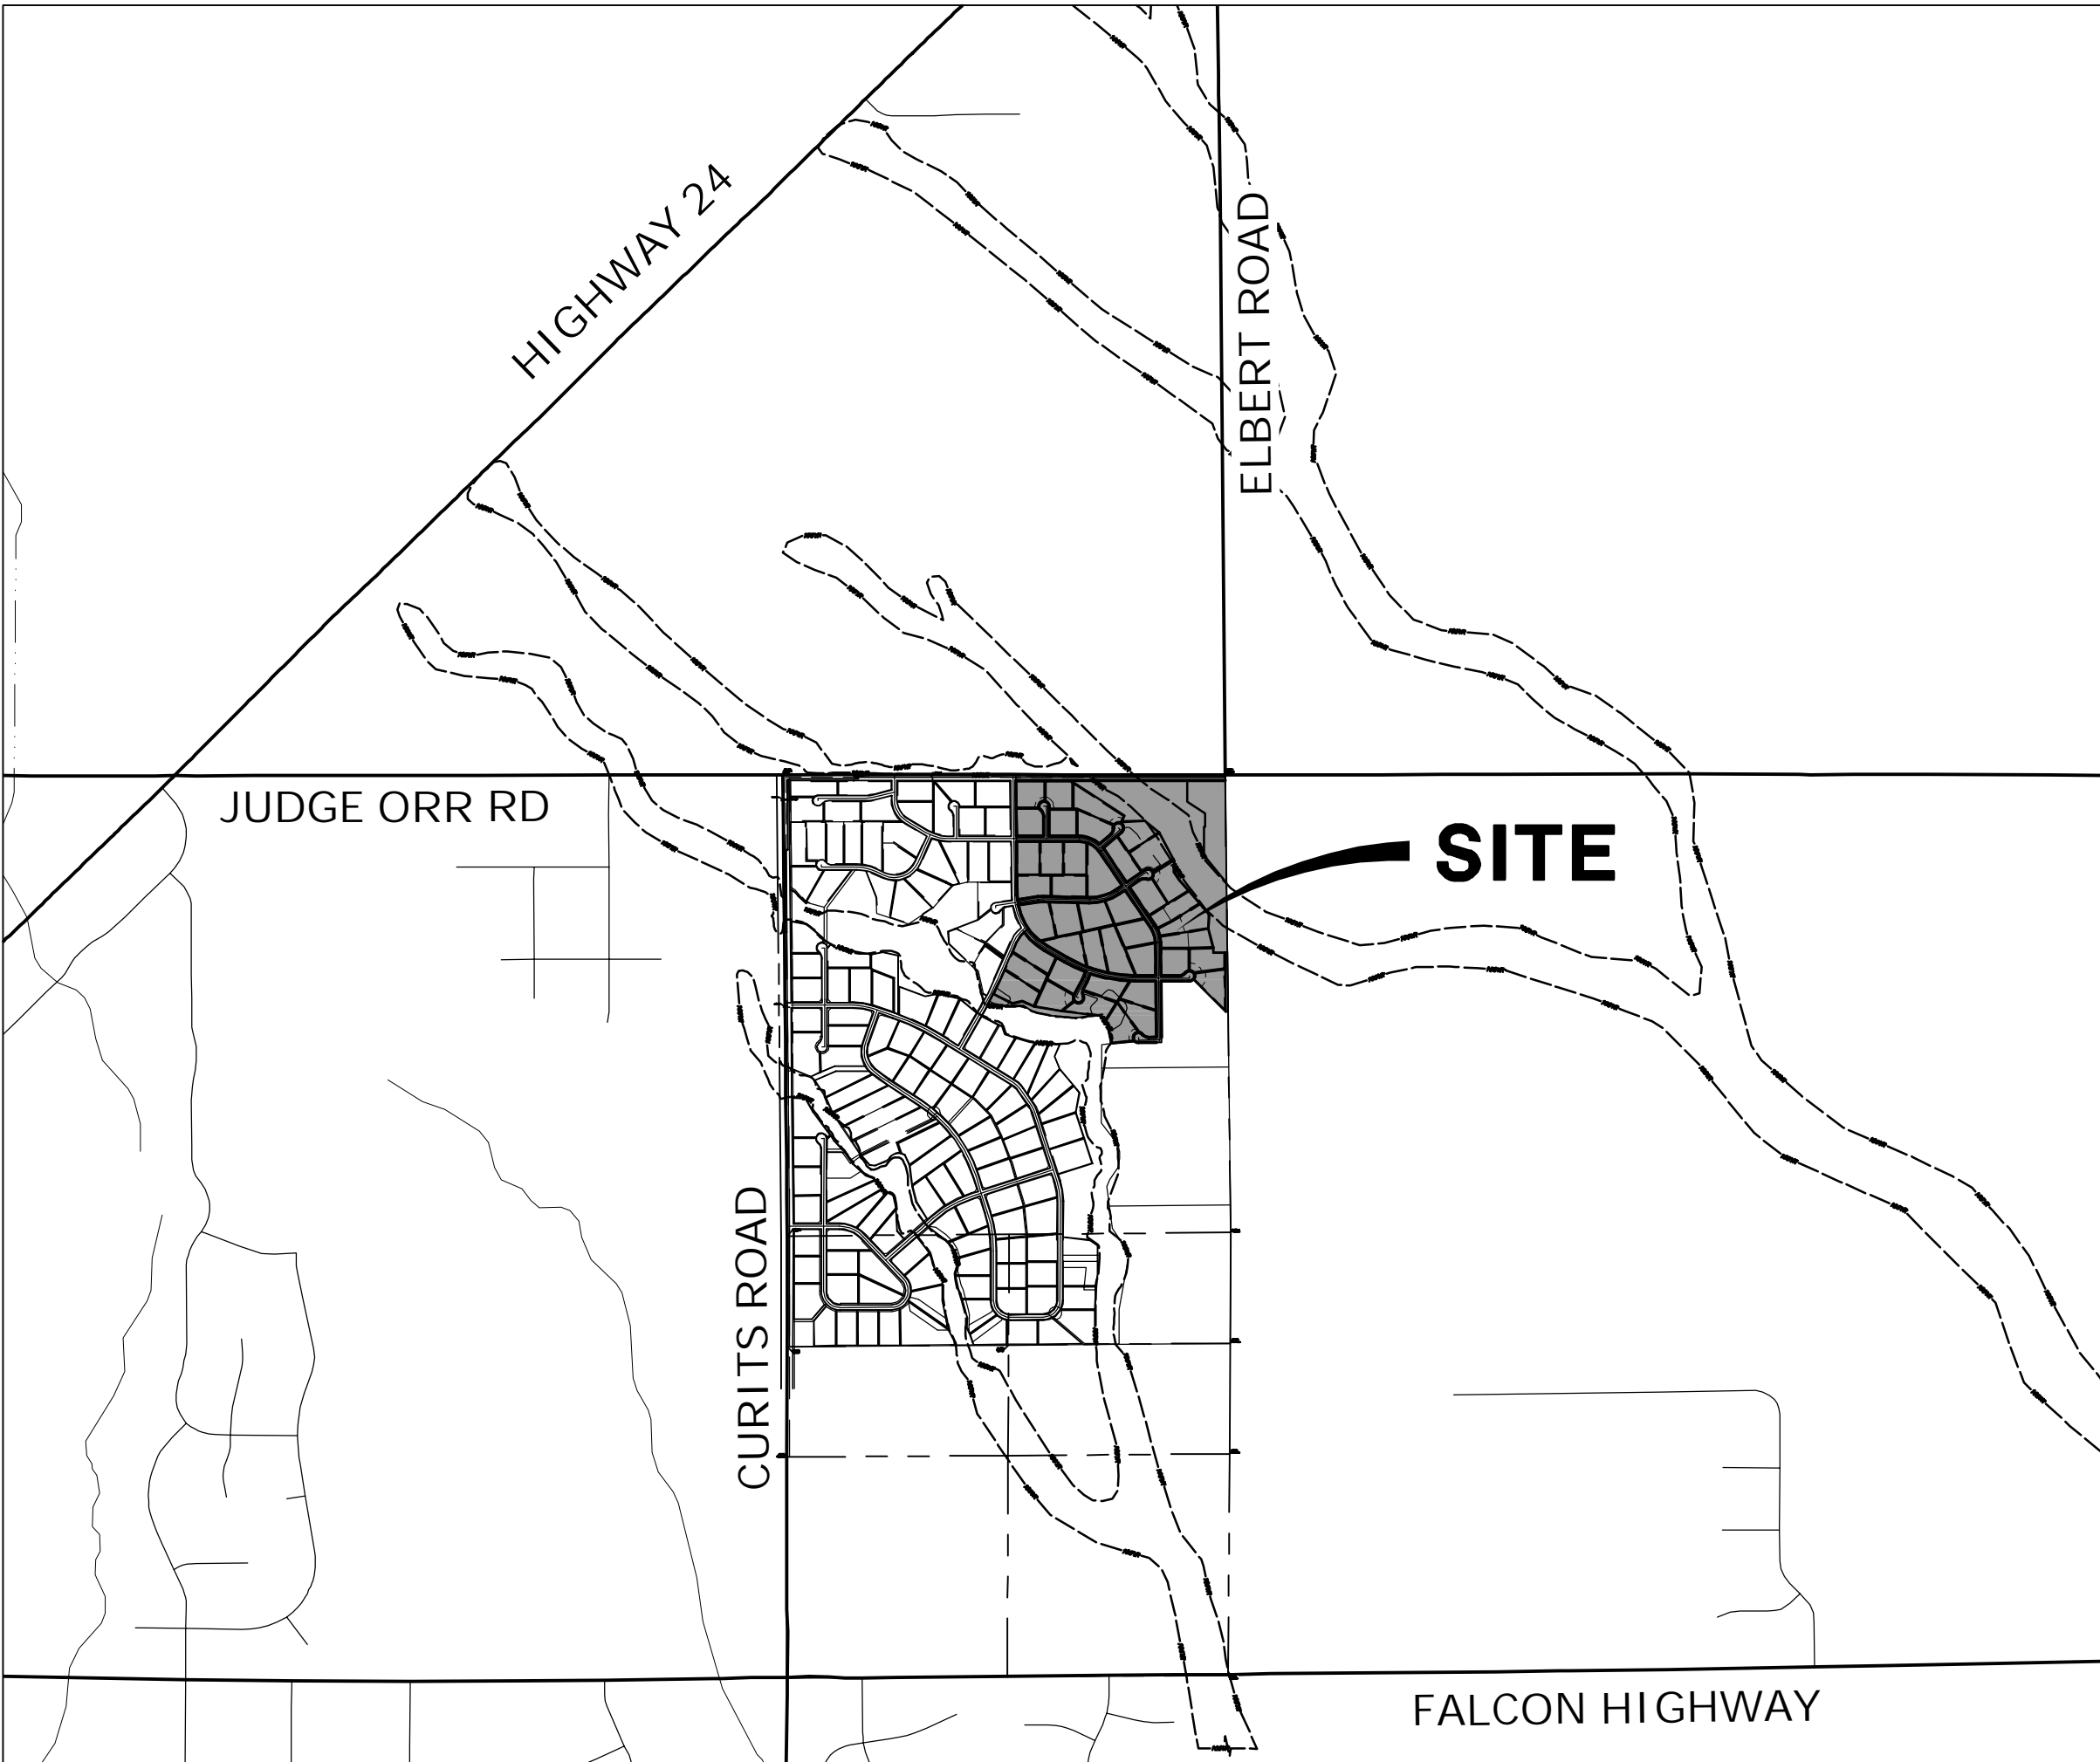 HIGHWAY 24
ELBERT ROAD
JUDGE ORR RD
SITE
CURITS ROAD
FALCON HIGHWAY